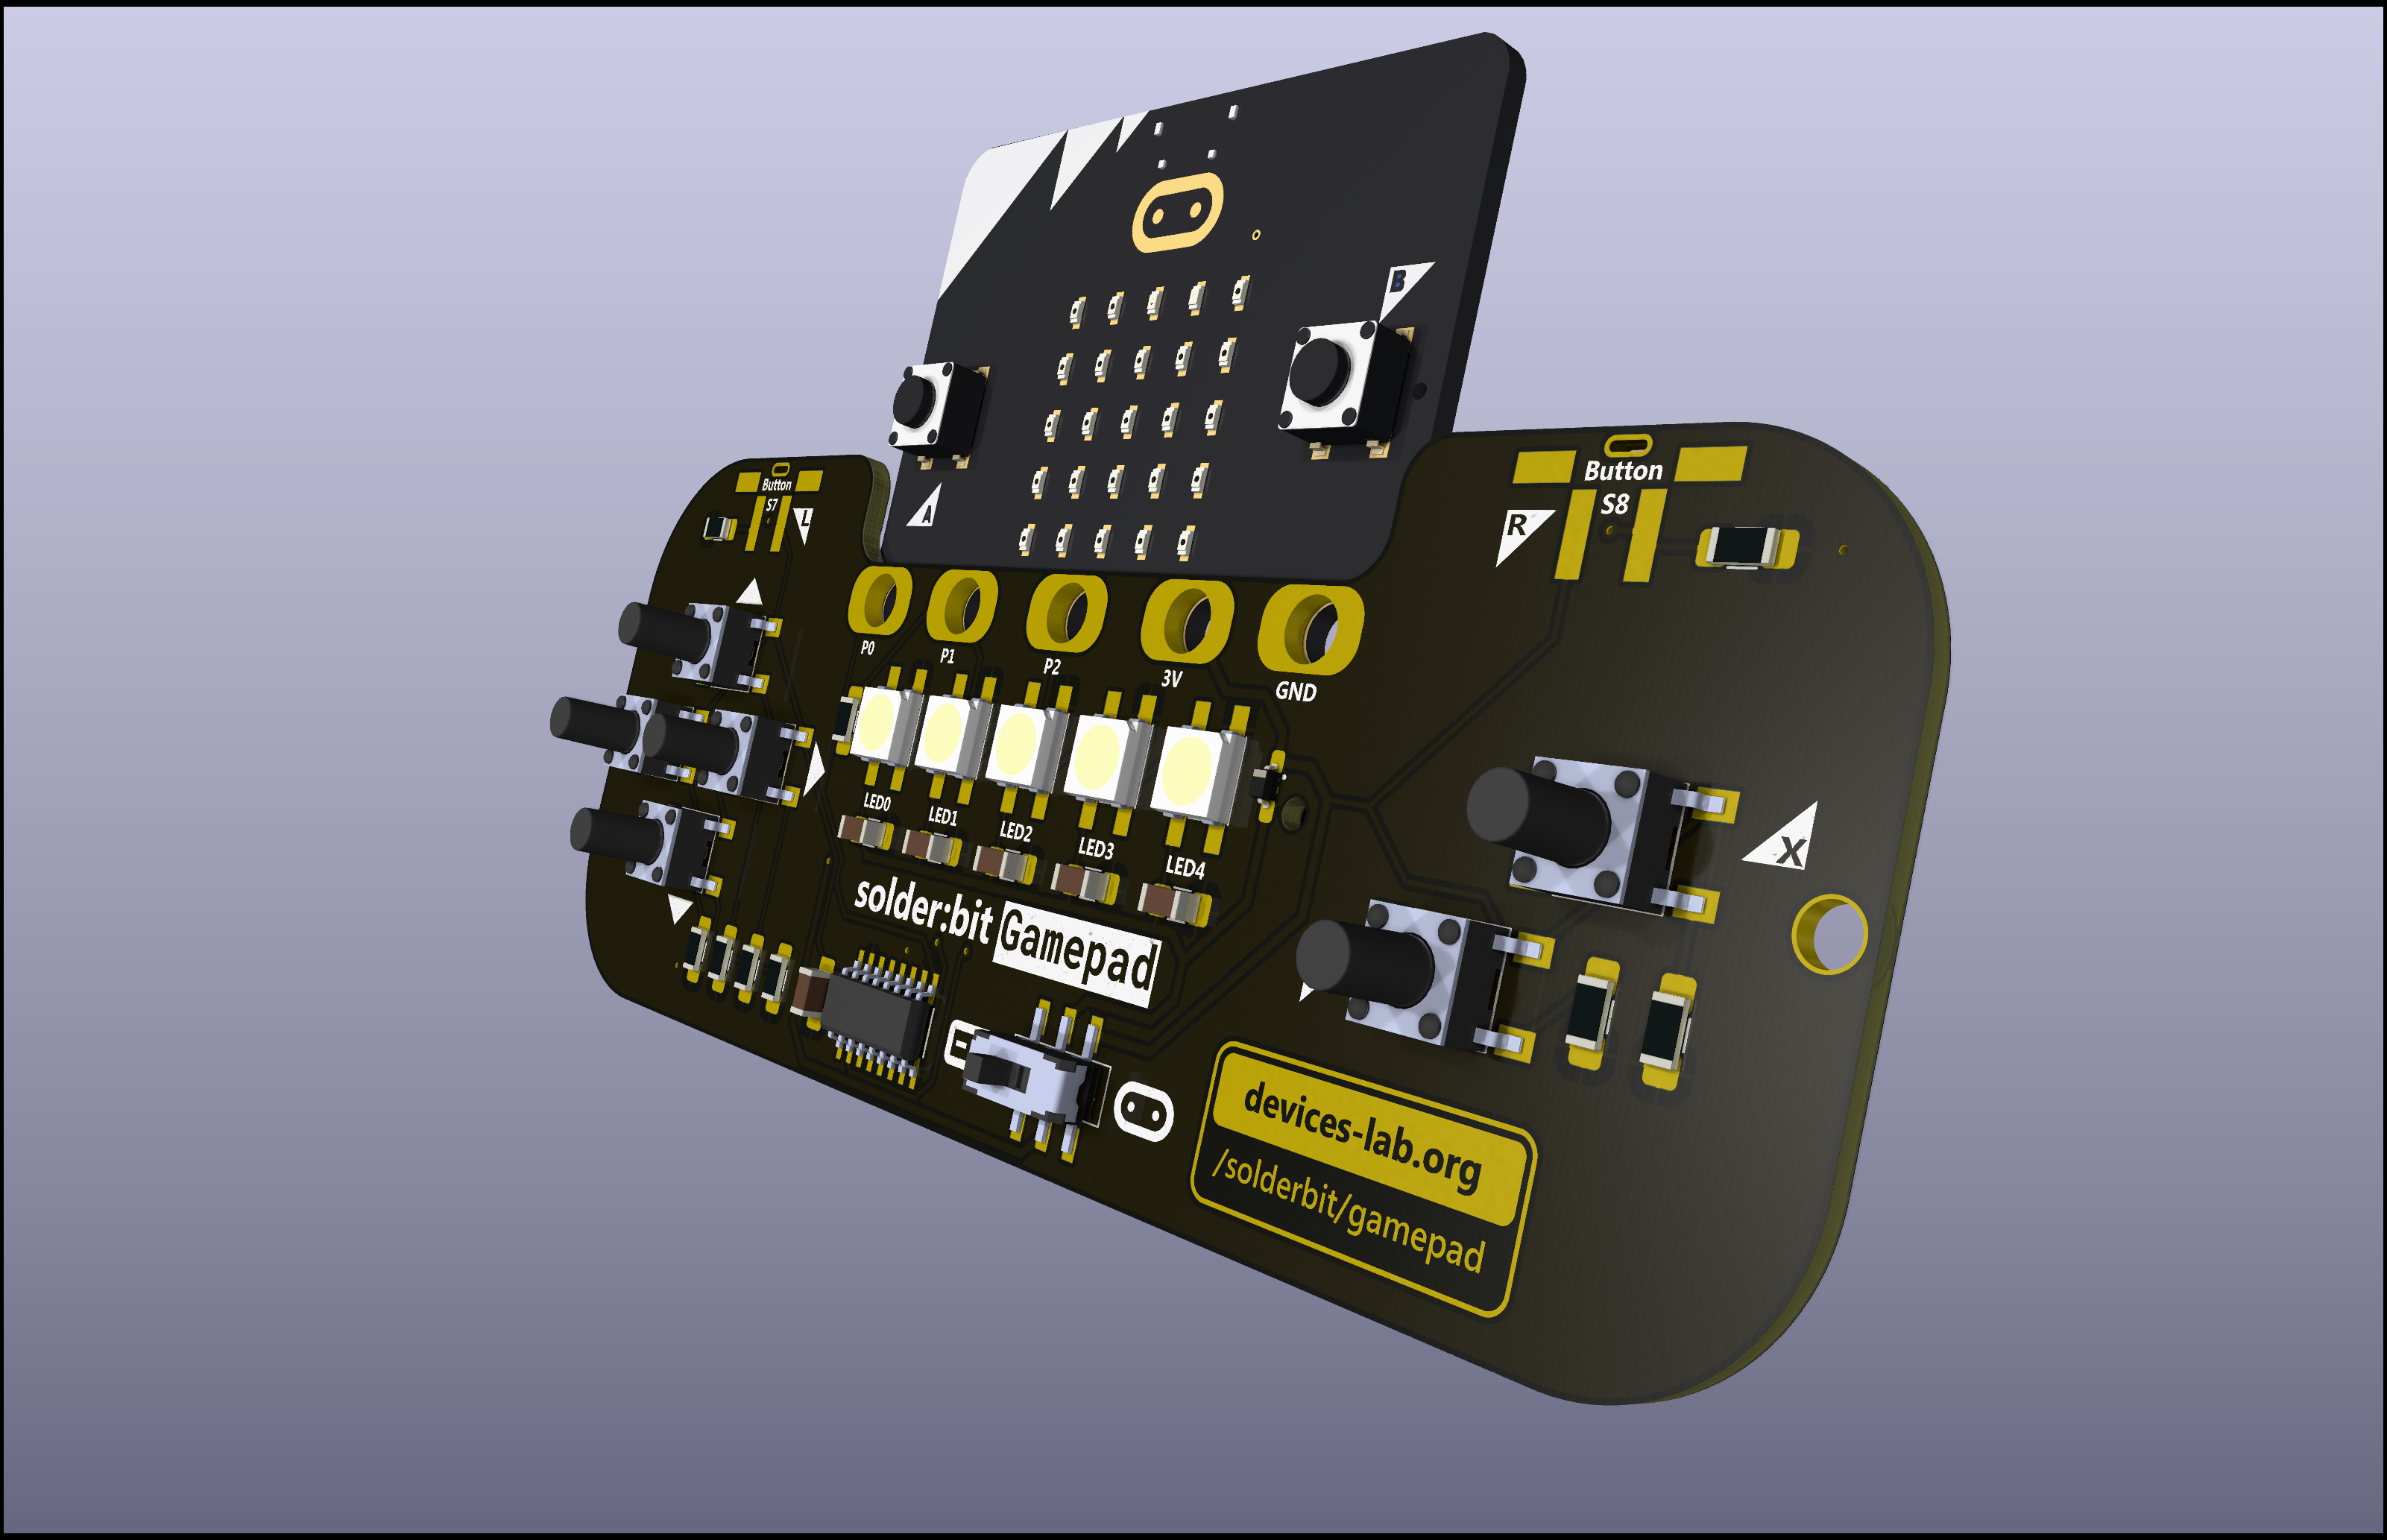 B
A
Button
S7
L
Button
S8
R
P0
P1
P2
3V
GND
LED0
LED1
LED2
LED3
LED4
X
solder:bit Gamepad
devices-lab.org
/solderbit/gamepad